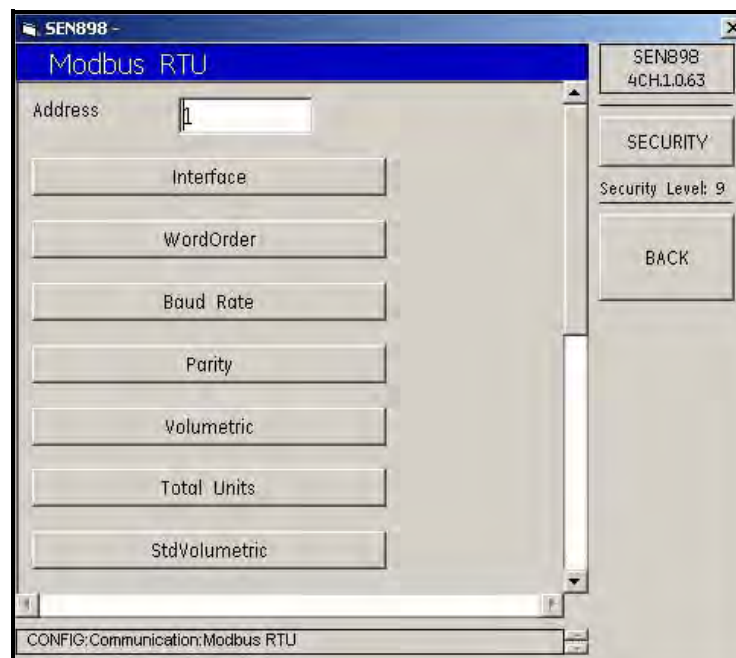 SEN898 -
Modbus RTU
Address 1
Interface
WordOrder
Baud Rate
Parity
Volumetric
Total Units
StdVolumetric
CONFIG:Communication:Modbus RTU
SEN898
4CH.1.0.63
SECURITY
Security Level: 9
BACK